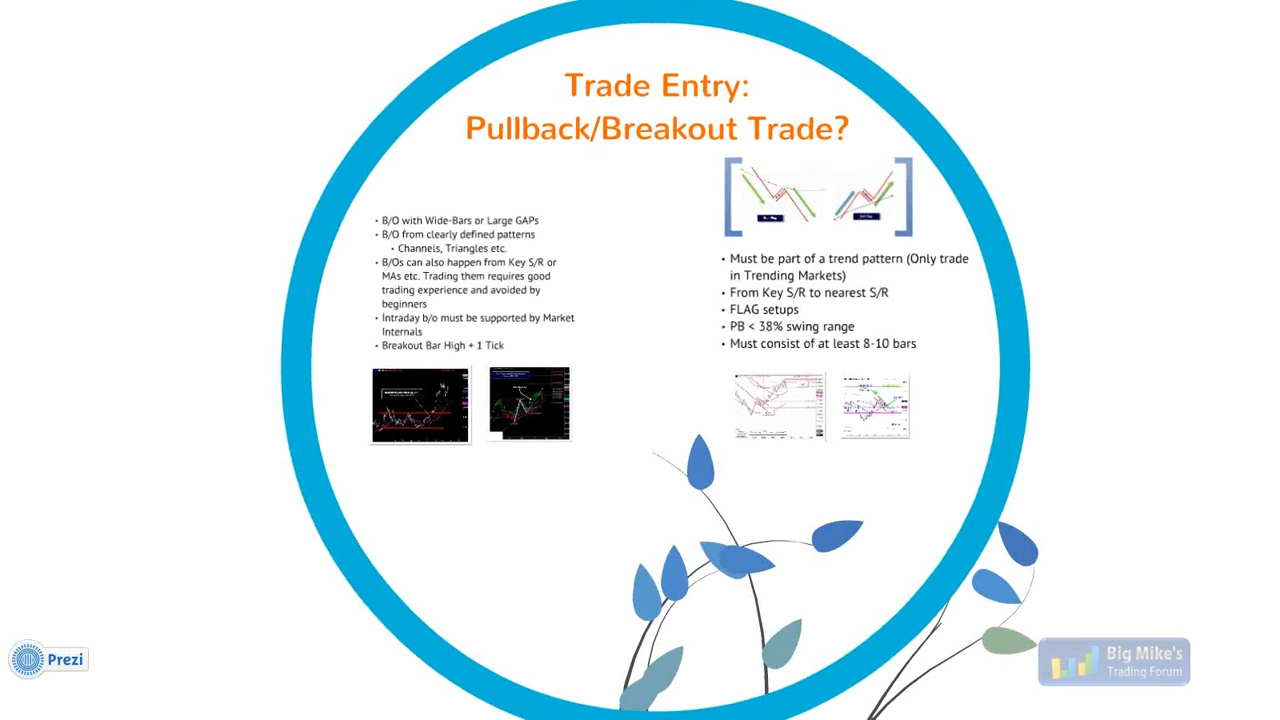 Trade Entry:
Pullback/Breakout Trade?
• B/O with Wide-Bars or Large GAPs
• B/O from clearly defined patterns
• Channels, Triangles etc.
• B/Os can also happen from Key S/R or
MAs etc. Trading them requires good
trading experience and avoided by
beginners
• Intraday b/o must be supported by Market
Internals
• Breakout Bar High + 1 Tick
• Must be part of a trend pattern (Only trade
in Trending Markets)
• From Key S/R to nearest S/R
• FLAG setups
• PB < 38% swing range
• Must consist of at least 8-10 bars
Prezi
Big Mike's
Trading Forum